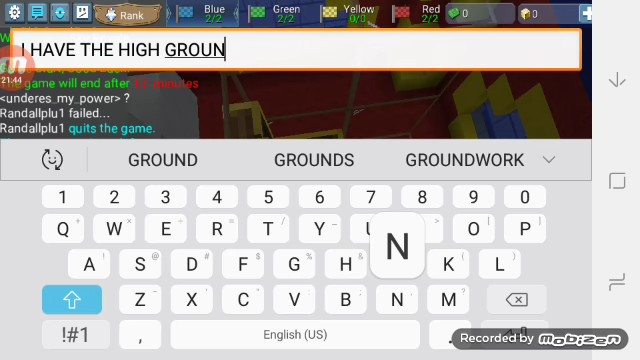 Rank
Blue
2/2
Green
2/2
Yellow
0/0
Red
2/2
0
0
I HAVE THE HIGH GROUN
21:44
The game will end after 12 minutes
<underes_my_power> ?
Randallplu1 failed...
Randallplu1 quits the game.
GROUND GROUNDS GROUNDWORK
1 2 3 4 5 6 7 8 9 0
Q W E R T Y U O P
A S D F G H K L
N
Z X C V B N M
!#1 , English (US) .
Recorded by MOBIZEN